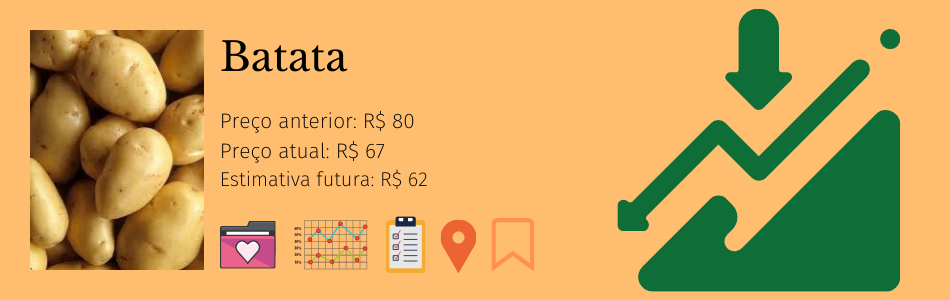 Batata
Preço anterior: R$ 80
Preço atual: R$ 67
Estimativa futura: R$ 62